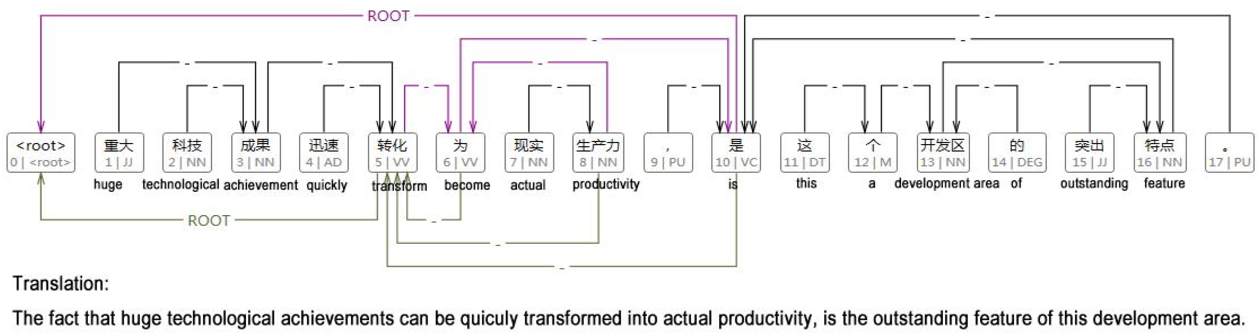 ROOT - -
- - - -
- - - - - - - -
<root> 重大 科技 成果 迅速 转化 为 现实 生产力 , 是 这 个 开发区 的 突出 特点 。
0 | <root> 1 | JJ 2 | NN 3 | NN 4 | AD 5 | VV 6 | VV 7 | NN 8 | NN 9 | PU 10 | VC 11 | DT 12 | M 13 | NN 14 | DEG 15 | JJ 16 | NN 17 | PU
huge technological achievement quickly transform become actual productivity is this a development area of outstanding feature
ROOT -
-
-
Translation:
The fact that huge technological achievements can be quiculy transformed into actual productivity, is the outstanding feature of this development area.